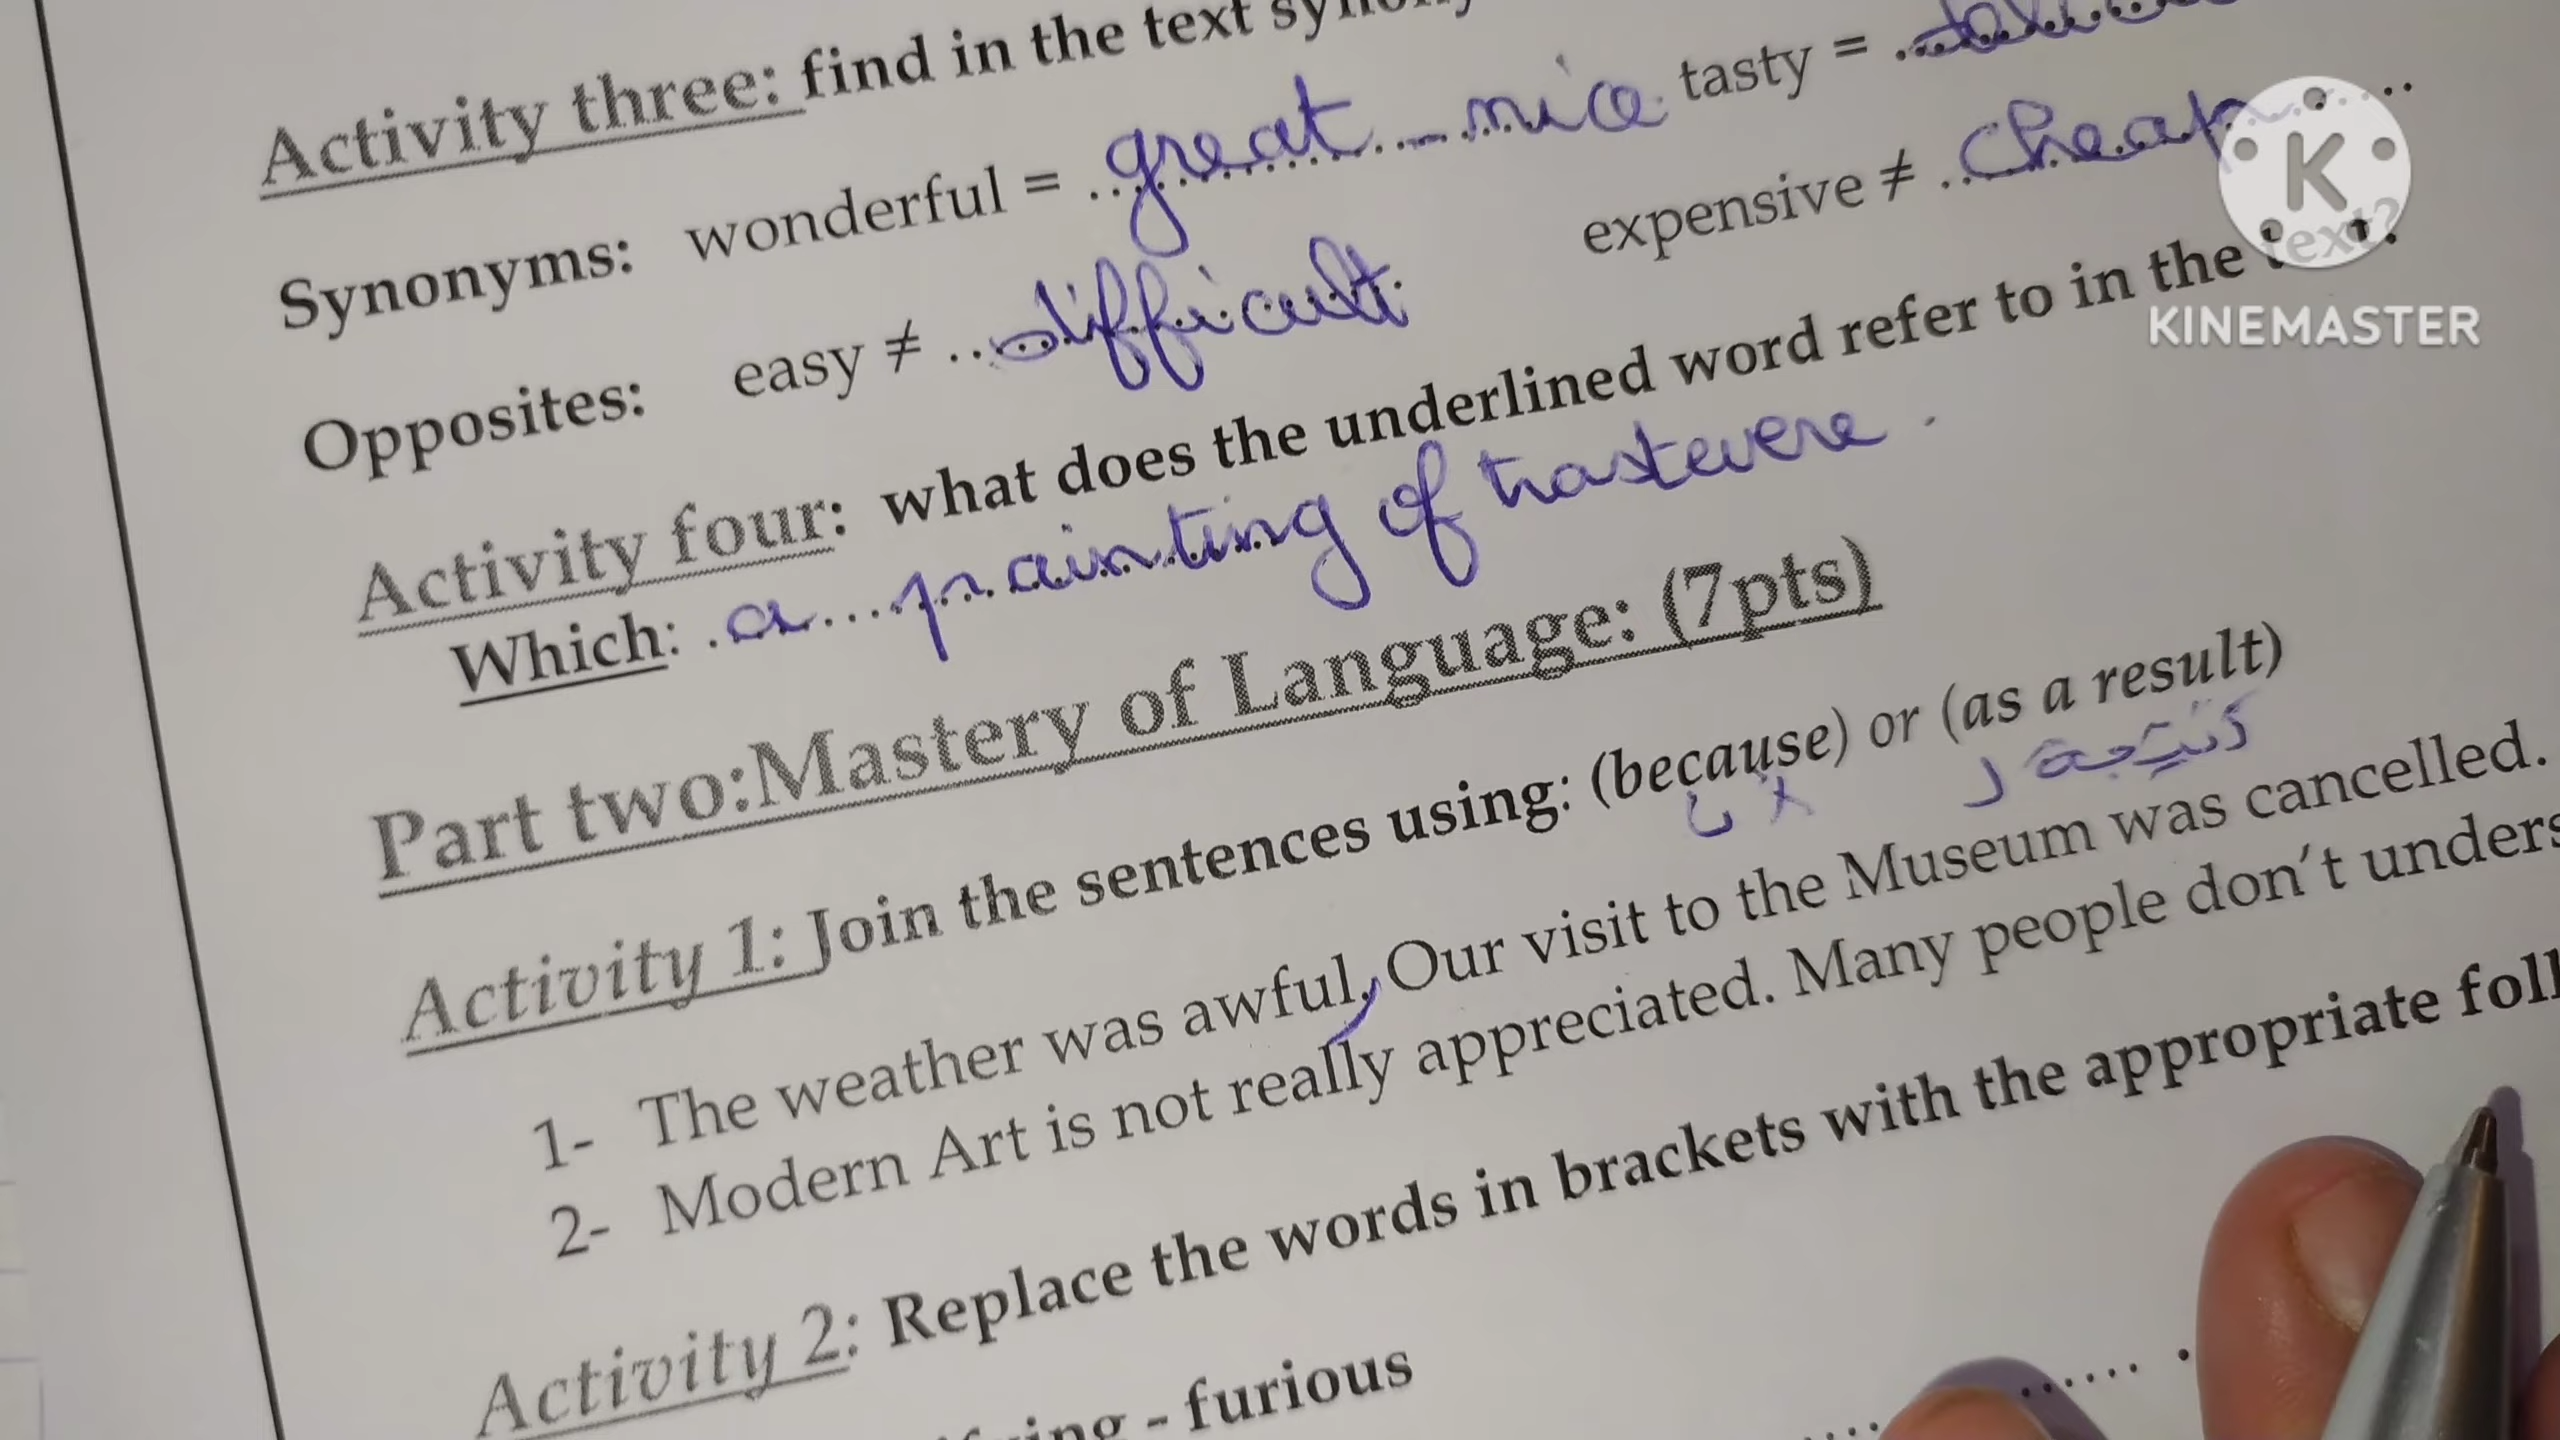 Activity three: find in the text
Synonyms: wonderful = great - nice tasty =
Opposites: easy ≠ difficult expensive ≠ cheap
Activity four: what does the underlined word refer to in the text?
Which: a painting of trastevere.
Part two:Mastery of Language: (7pts)
Activity 1: Join the sentences using: (because) or (as a result)
كنتيجة لـ
1- The weather was awful, Our visit to the Museum was cancelled.
2- Modern Art is not really appreciated. Many people don't unders
Activity 2: Replace the words in brackets with the appropriate foll
- furious
K
KINEMASTER